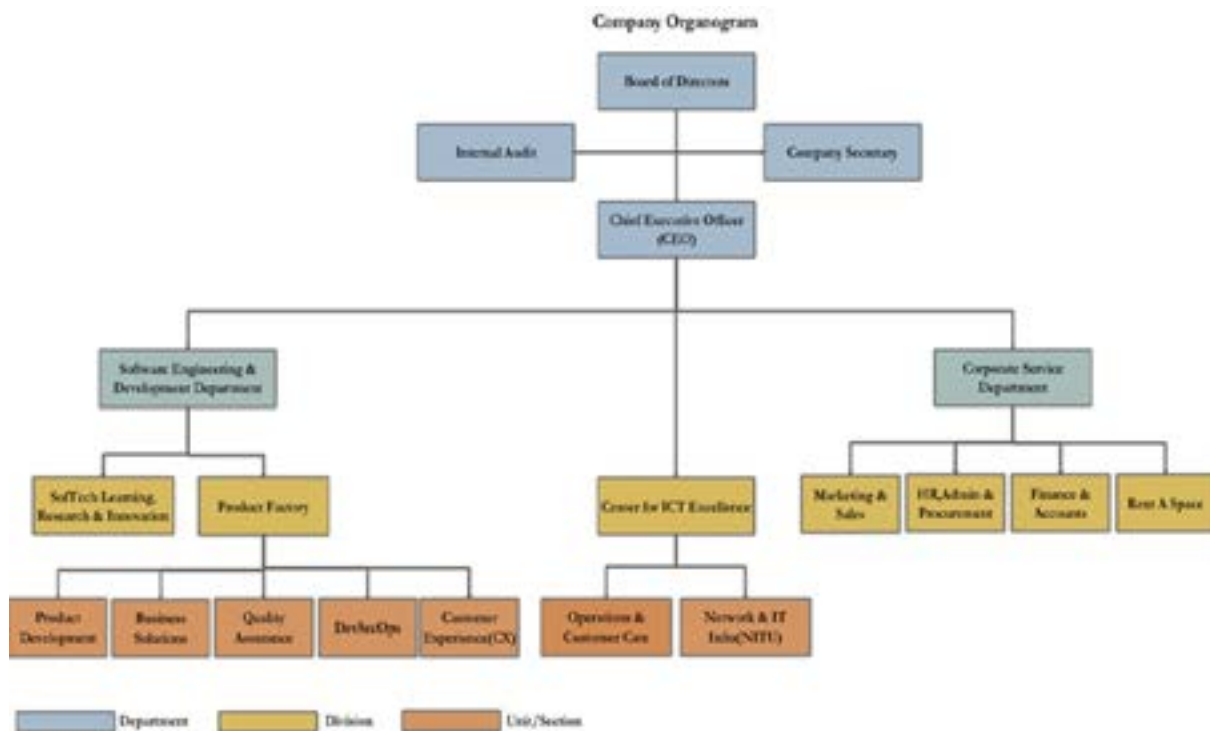 Company Organogram
Board of Directors
Internal Audit
Company Secretary
Chief Executive Officer
(CEO)
Software Engineering &
Development Department
Corporate Service
Department
SofTech Learning,
Research & Innovation
Product Factory
Center for ICT Excellence
Marketing &
Sales
HR,Admin &
Procurement
Finance &
Accounts
Rent A Space
Product
Development
Business
Solutions
Quality
Assurance
DevSecOps
Customer
Experience(CX)
Operations &
Customer Care
Network & IT
Infra(NITU)
Department
Division
Unit/Section